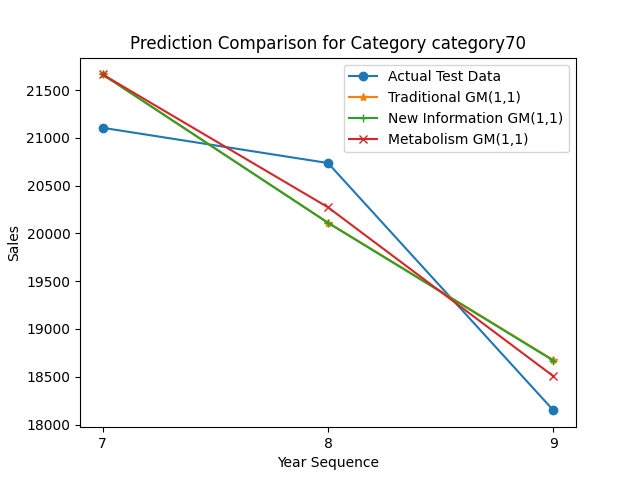 Prediction Comparison for Category category70
Actual Test Data
Traditional GM(1,1)
New Information GM(1,1)
Metabolism GM(1,1)
21500
21000
20500
20000
19500
19000
18500
18000
Sales
7 8 9
Year Sequence